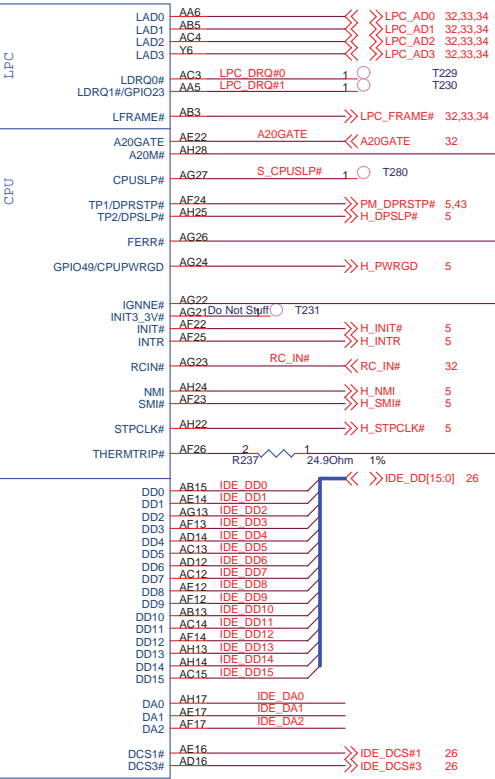 LPC
LAD0 AA6 LPC_AD0 32,33,34
LAD1 AB5 LPC_AD1 32,33,34
LAD2 AC4 LPC_AD2 32,33,34
LAD3 Y6 LPC_AD3 32,33,34
LDRQ0# AC3 LPC_DRQ#0 1 T229
LDRQ1#/GPIO23 AA5 LPC_DRQ#1 1 T230
LFRAME# AB3 LPC_FRAME# 32,33,34
CPU
A20GATE AE22 A20GATE A20GATE 32
A20M# AH28
CPUSLP# AG27 S_CPUSLP# 1 T280
TP1/DPRSTP# AF24 PM_DPRSTP# 5,43
TP2/DPSLP# AH25 H_DPSLP# 5
FERR# AG26
GPIO49/CPUPWRGD AG24 H_PWRGD 5
IGNNE# AG22
INIT3_3V# AG21 Do Not Stuff 1 T231
INIT# AF22 H_INIT# 5
INTR AF25 H_INTR 5
RCIN# AG23 RC_IN# RC_IN# 32
NMI AH24 H_NMI 5
SMI# AF23 H_SMI# 5
STPCLK# AH22 H_STPCLK# 5
THERMTRIP# AF26 2 1
R237 24.9Ohm 1%
IDE_DD[15:0] 26
DD0 AB15 IDE_DD0
DD1 AE14 IDE_DD1
DD2 AG13 IDE_DD2
DD3 AF13 IDE_DD3
DD4 AD14 IDE_DD4
DD5 AC13 IDE_DD5
DD6 AD12 IDE_DD6
DD7 AC12 IDE_DD7
DD8 AE12 IDE_DD8
DD9 AF12 IDE_DD9
DD10 AB13 IDE_DD10
DD11 AC14 IDE_DD11
DD12 AF14 IDE_DD12
DD13 AH13 IDE_DD13
DD14 AH14 IDE_DD14
DD15 AC15 IDE_DD15
DA0 AH17 IDE_DA0
DA1 AE17 IDE_DA1
DA2 AF17 IDE_DA2
DCS1# AE16 IDE_DCS#1 26
DCS3# AD16 IDE_DCS#3 26